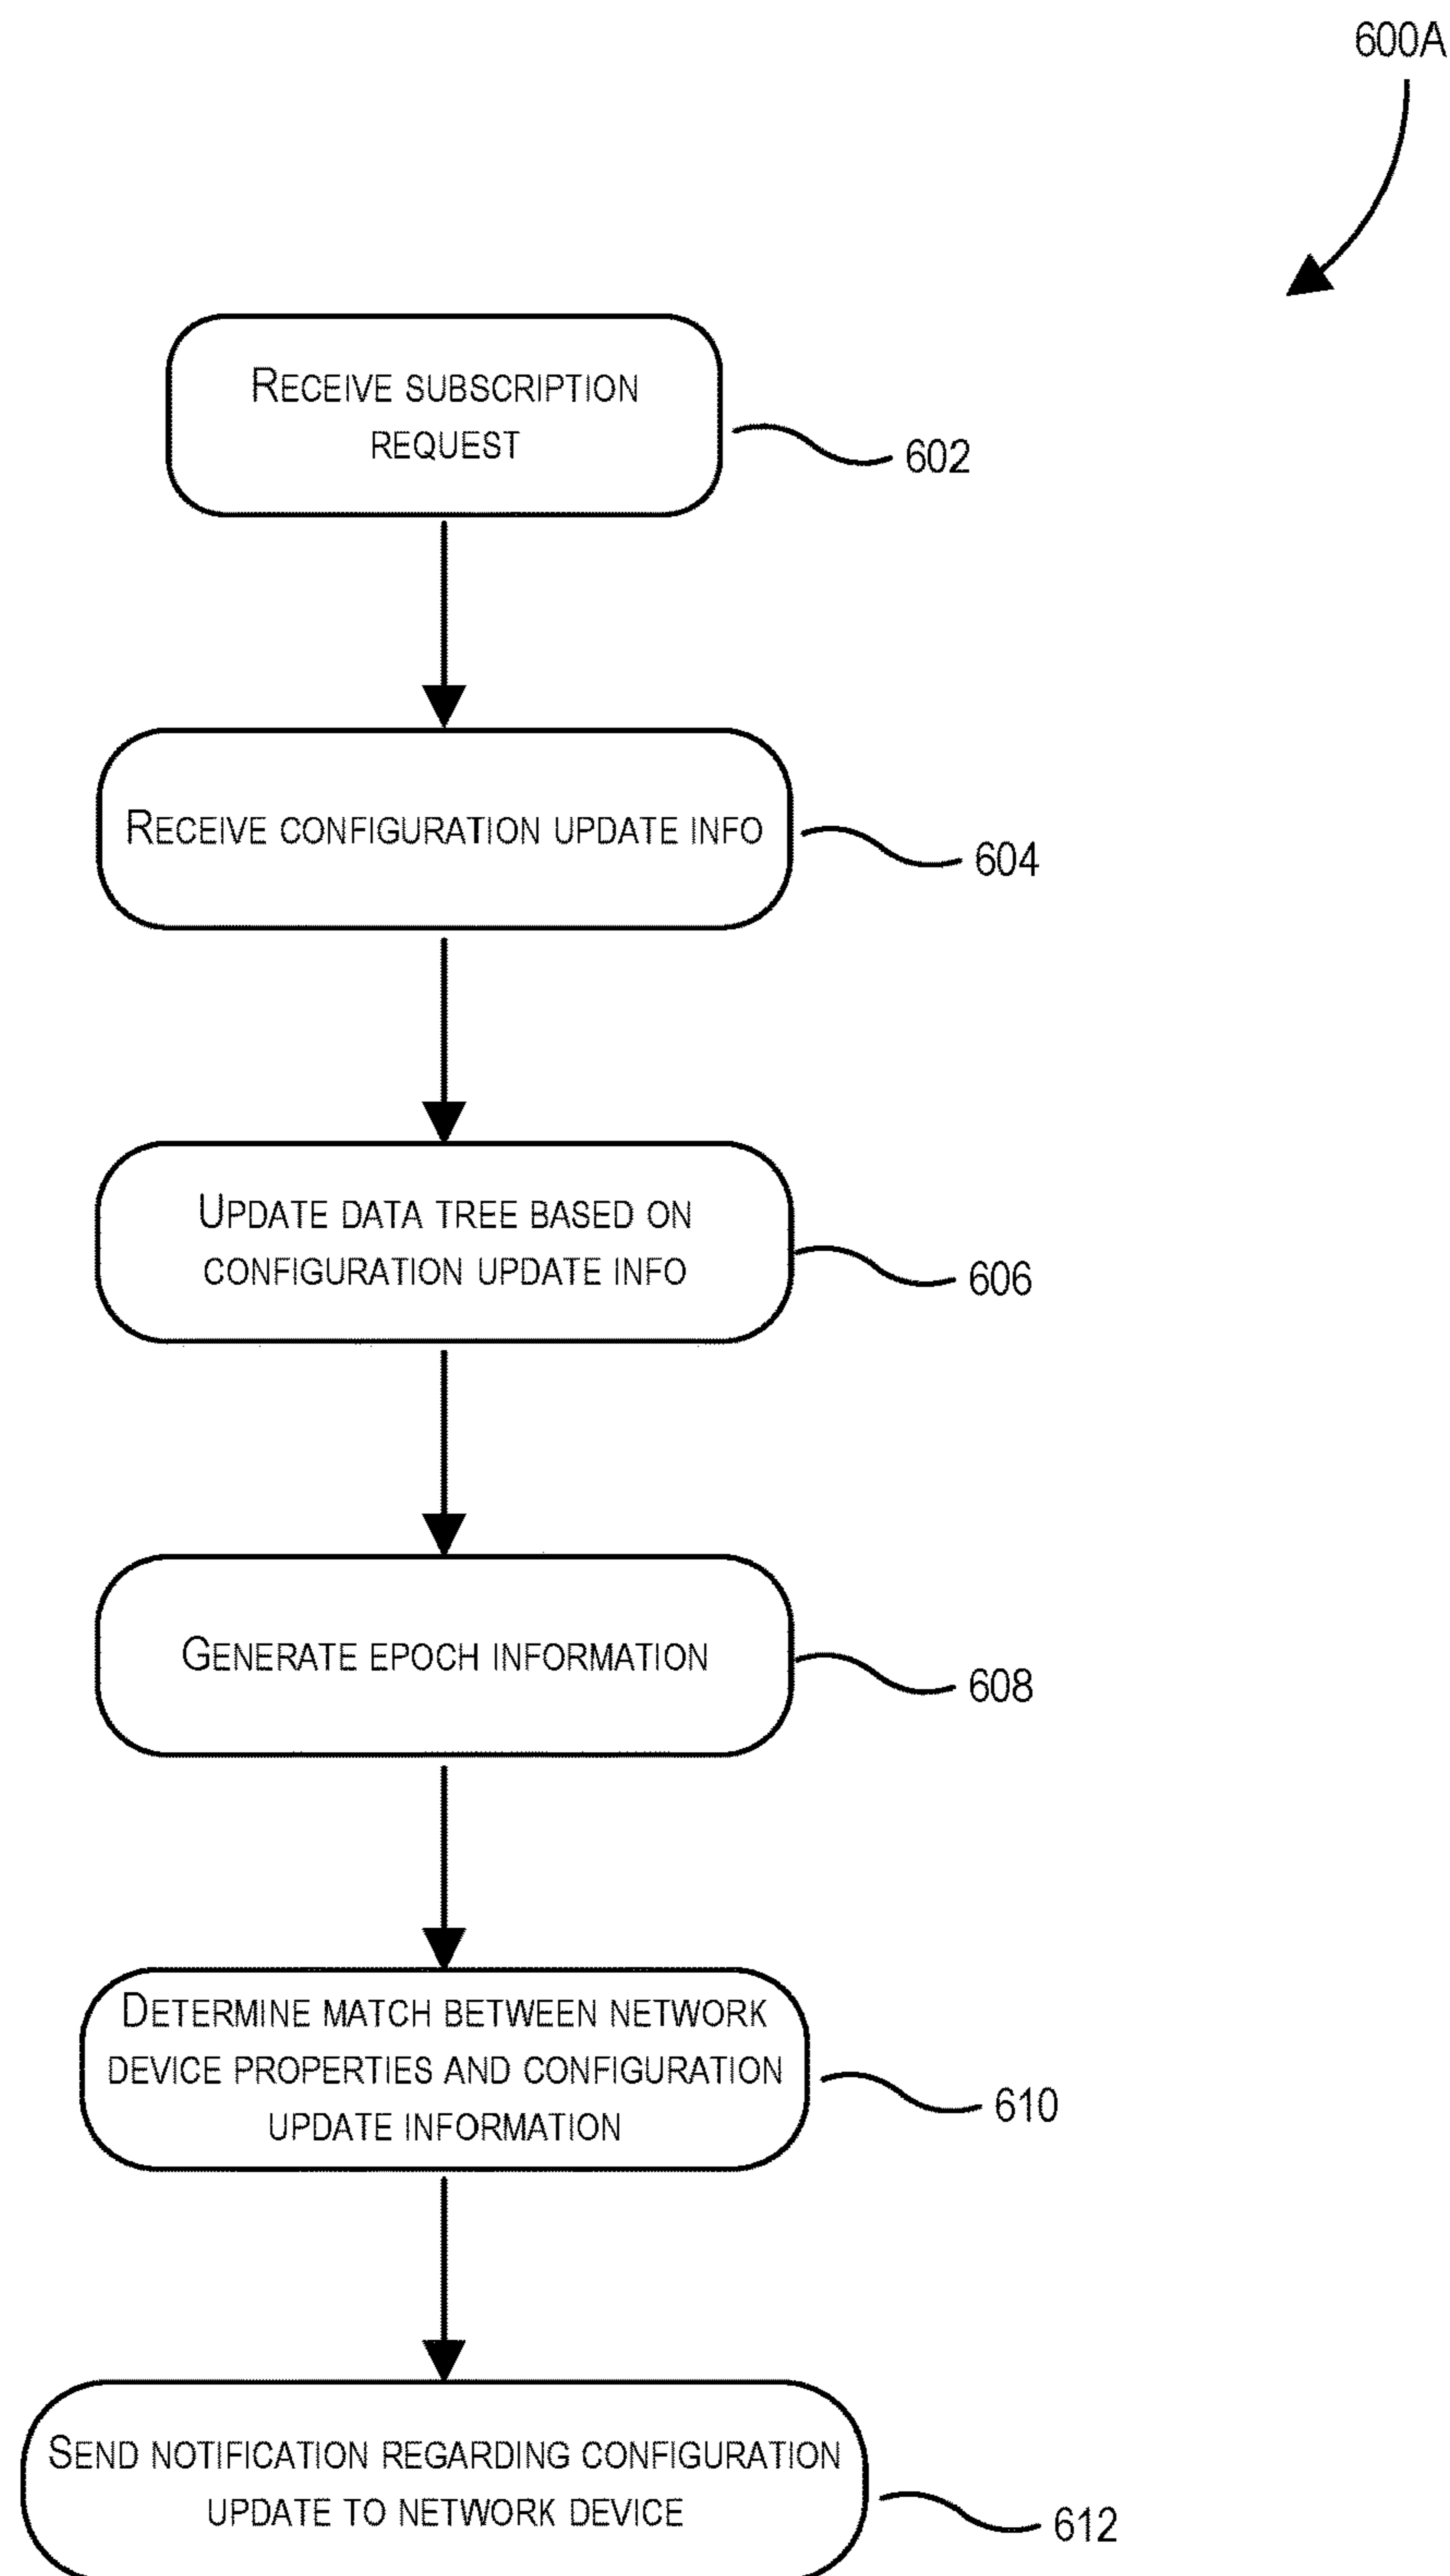 600A
RECEIVE SUBSCRIPTION
REQUEST
602
RECEIVE CONFIGURATION UPDATE INFO
604
UPDATE DATA TREE BASED ON
CONFIGURATION UPDATE INFO
606
GENERATE EPOCH INFORMATION
608
DETERMINE MATCH BETWEEN NETWORK
DEVICE PROPERTIES AND CONFIGURATION
UPDATE INFORMATION
610
SEND NOTIFICATION REGARDING CONFIGURATION
UPDATE TO NETWORK DEVICE
612